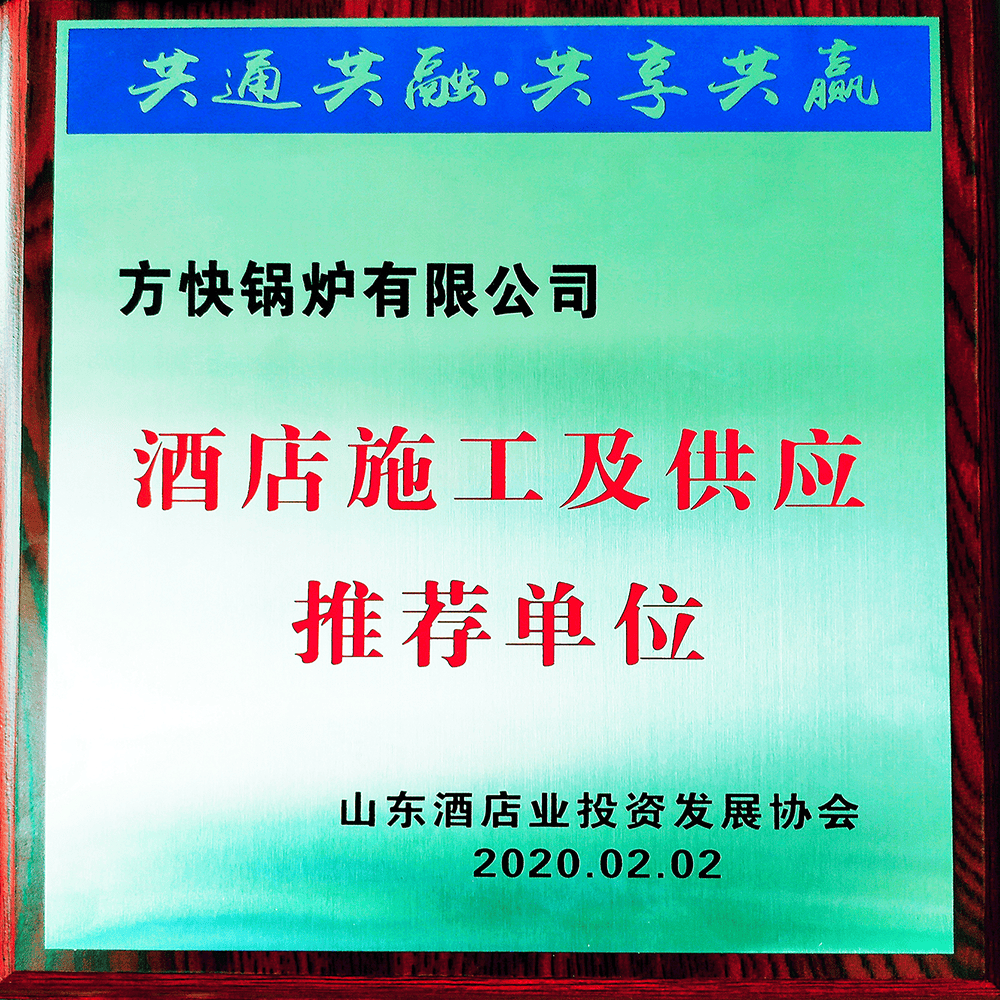 共通共融·共享共赢
方快锅炉有限公司
酒店施工及供应
推荐单位
山东酒店业投资发展协会
2020.02.02